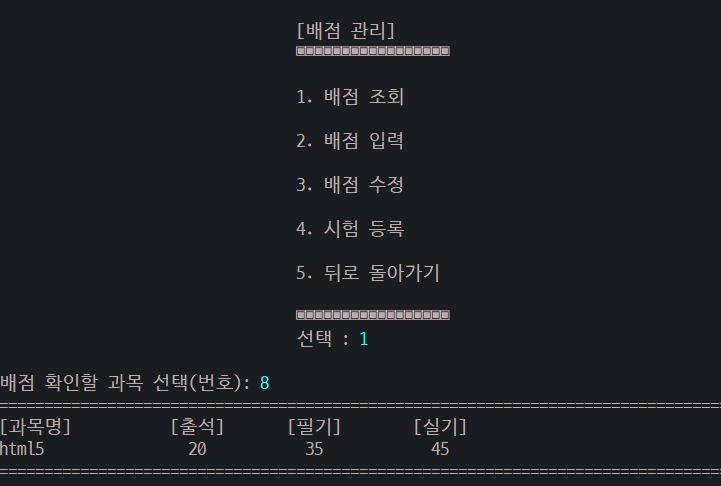 [배점 관리]
▣▣▣▣▣▣▣▣▣▣▣▣▣▣▣▣▣
1. 배점 조회
2. 배점 입력
3. 배점 수정
4. 시험 등록
5. 뒤로 돌아가기
▣▣▣▣▣▣▣▣▣▣▣▣▣▣▣▣▣
선택 : 1
배점 확인할 과목 선택(번호): 8
================================================================================
[과목명] [출석] [필기] [실기]
html5 20 35 45
================================================================================